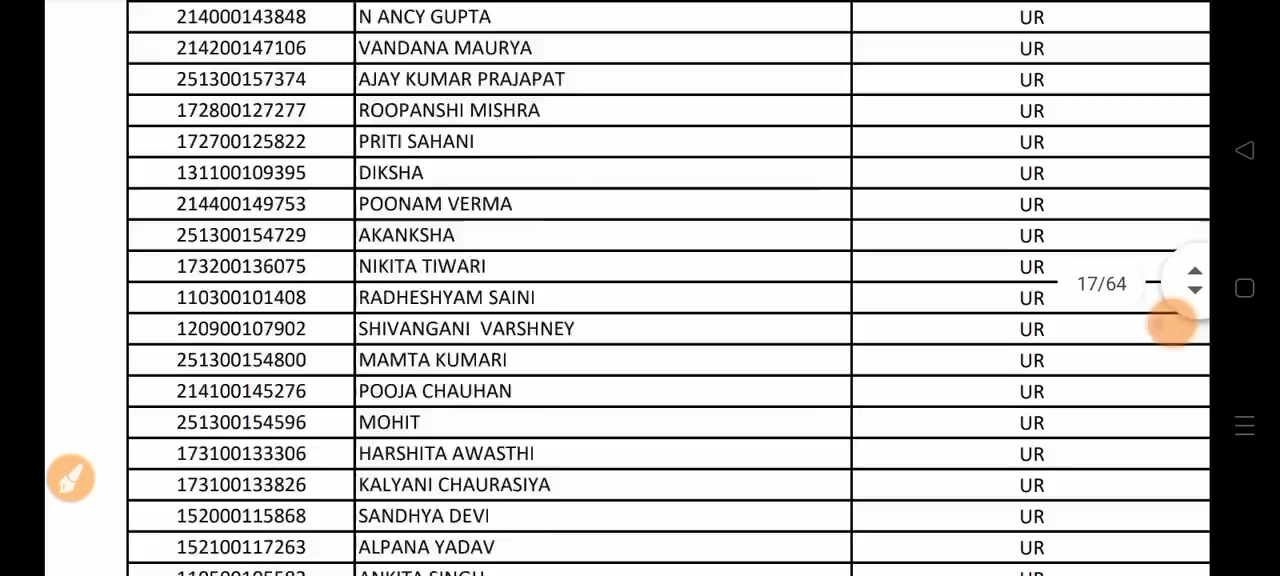 214000143848 N ANCY GUPTA UR
214200147106 VANDANA MAURYA UR
251300157374 AJAY KUMAR PRAJAPAT UR
172800127277 ROOPANSHI MISHRA UR
172700125822 PRITI SAHANI UR
131100109395 DIKSHA UR
214400149753 POONAM VERMA UR
251300154729 AKANKSHA UR
173200136075 NIKITA TIWARI UR
17/64
110300101408 RADHESHYAM SAINI UR
120900107902 SHIVANGANI VARSHNEY UR
251300154800 MAMTA KUMARI UR
214100145276 POOJA CHAUHAN UR
251300154596 MOHIT UR
173100133306 HARSHITA AWASTHI UR
173100133826 KALYANI CHAURASIYA UR
152000115868 SANDHYA DEVI UR
152100117263 ALPANA YADAV UR
ANKITA SINGH UR